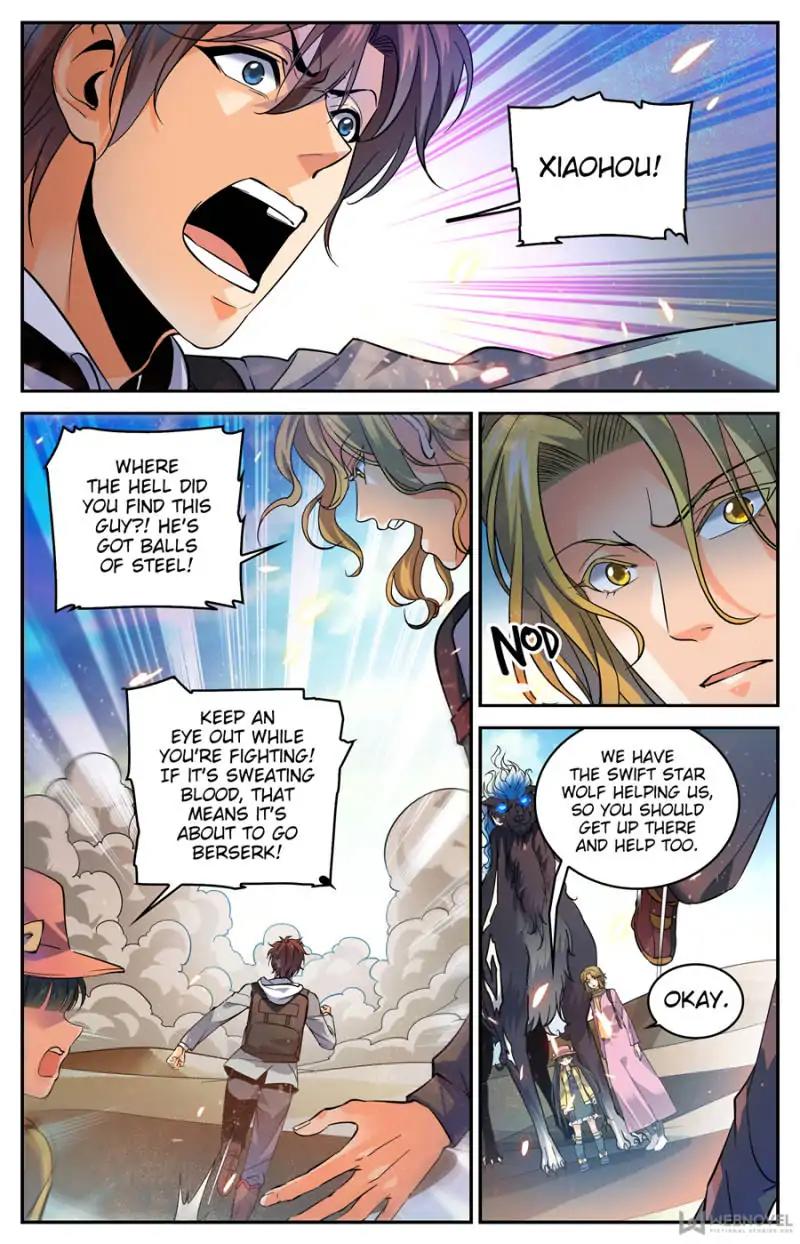 XIAOHOU!
WHERE
THE HELL DID
YOU FIND THIS
GUY?! HE'S
GOT BALLS
OF STEEL!
NOD
KEEP AN
EYE OUT WHILE
YOU'RE FIGHTING!
IF IT'S SWEATING
BLOOD, THAT
MEANS IT'S
ABOUT TO GO
BERSERK!
WE HAVE
THE SWIFT STAR
WOLF HELPING US,
SO YOU SHOULD
GET UP THERE
AND HELP TOO.
OKAY.
WEBNOVEL